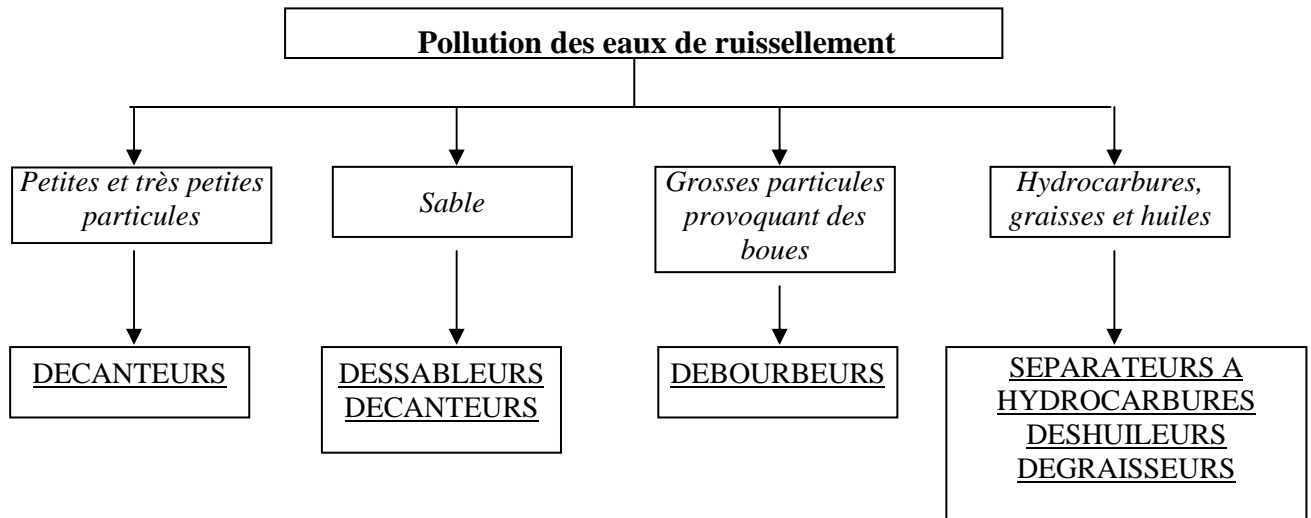 Pollution des eaux de ruissellement
Petites et très petites
particules
Sable
Grosses particules
provoquant des
boues
Hydrocarbures,
graisses et huiles
DECANTEURS
DESSABLEURS
DECANTEURS
DEBOURBEURS
SEPARATEURS A
HYDROCARBURES
DESHUILEURS
DEGRAISSEURS